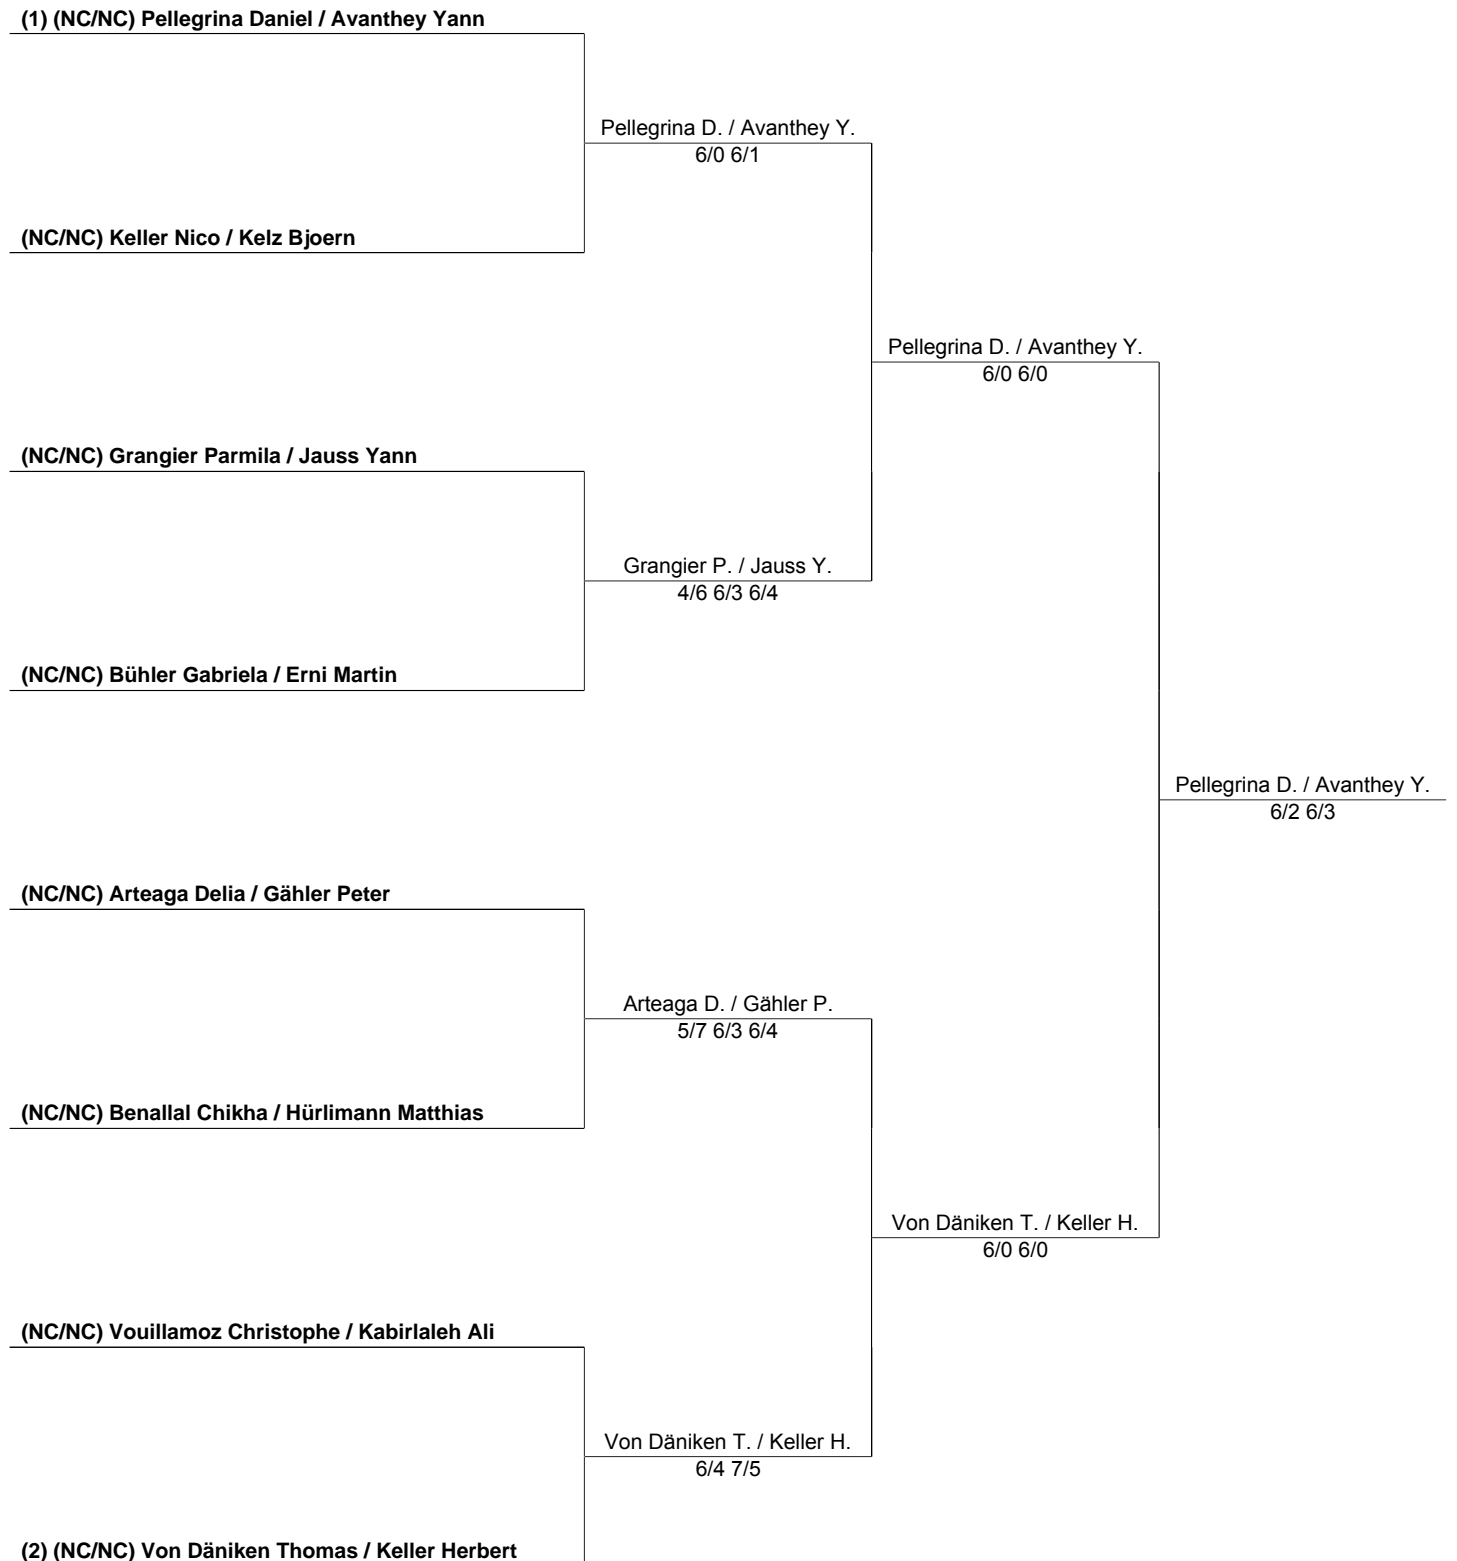 (1) (NC/NC) Pellegrina Daniel / Avanthey Yann
Pellegrina D. / Avanthey Y.
6/0 6/1
(NC/NC) Keller Nico / Kelz Bjoern
Pellegrina D. / Avanthey Y.
6/0 6/0
(NC/NC) Grangier Parmila / Jauss Yann
Grangier P. / Jauss Y.
4/6 6/3 6/4
(NC/NC) Bühler Gabriela / Erni Martin
Pellegrina D. / Avanthey Y.
6/2 6/3
(NC/NC) Arteaga Delia / Gähler Peter
Arteaga D. / Gähler P.
5/7 6/3 6/4
(NC/NC) Benallal Chikha / Hürlimann Matthias
Von Däniken T. / Keller H.
6/0 6/0
(NC/NC) Vouillamoz Christophe / Kabirlaleh Ali
Von Däniken T. / Keller H.
6/4 7/5
(2) (NC/NC) Von Däniken Thomas / Keller Herbert